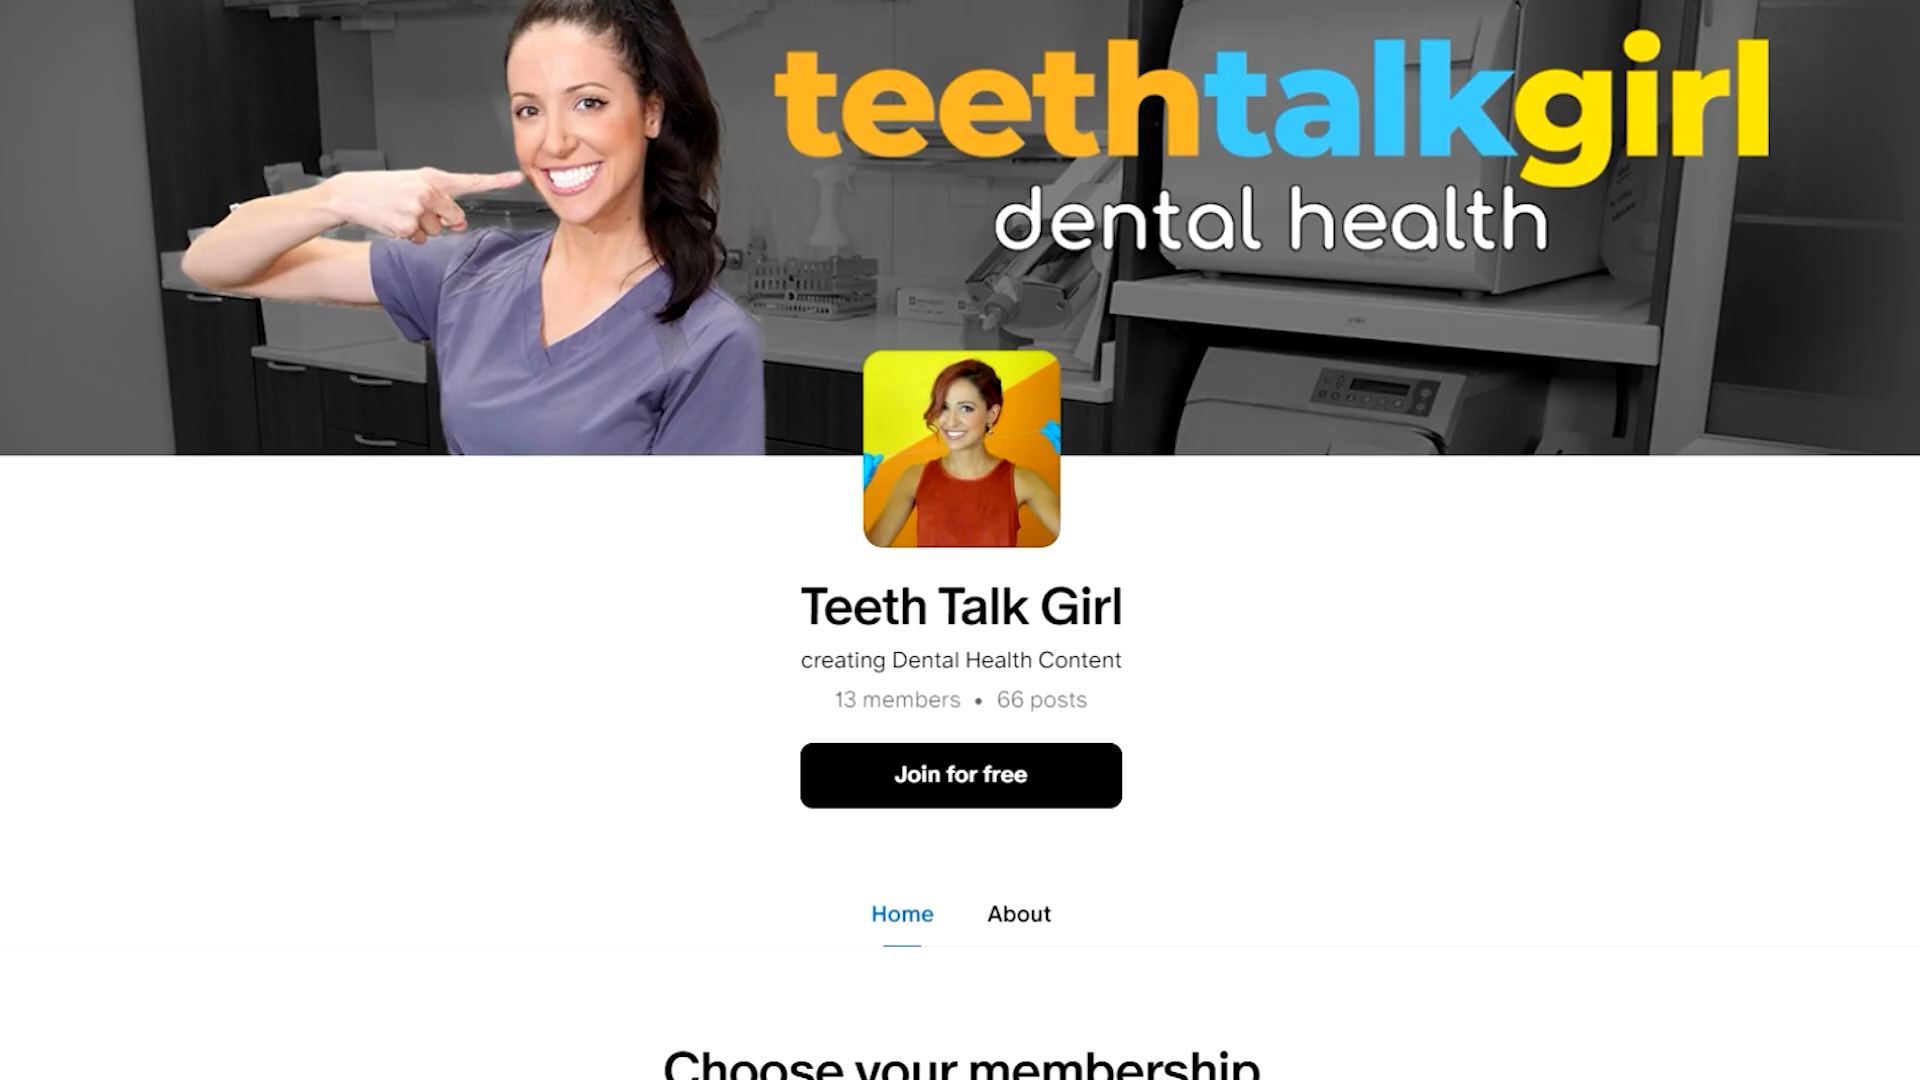 teethtalkgirl
dental health
Teeth Talk Girl
creating Dental Health Content
13 members • 66 posts
Join for free
Home About
Choose your membership